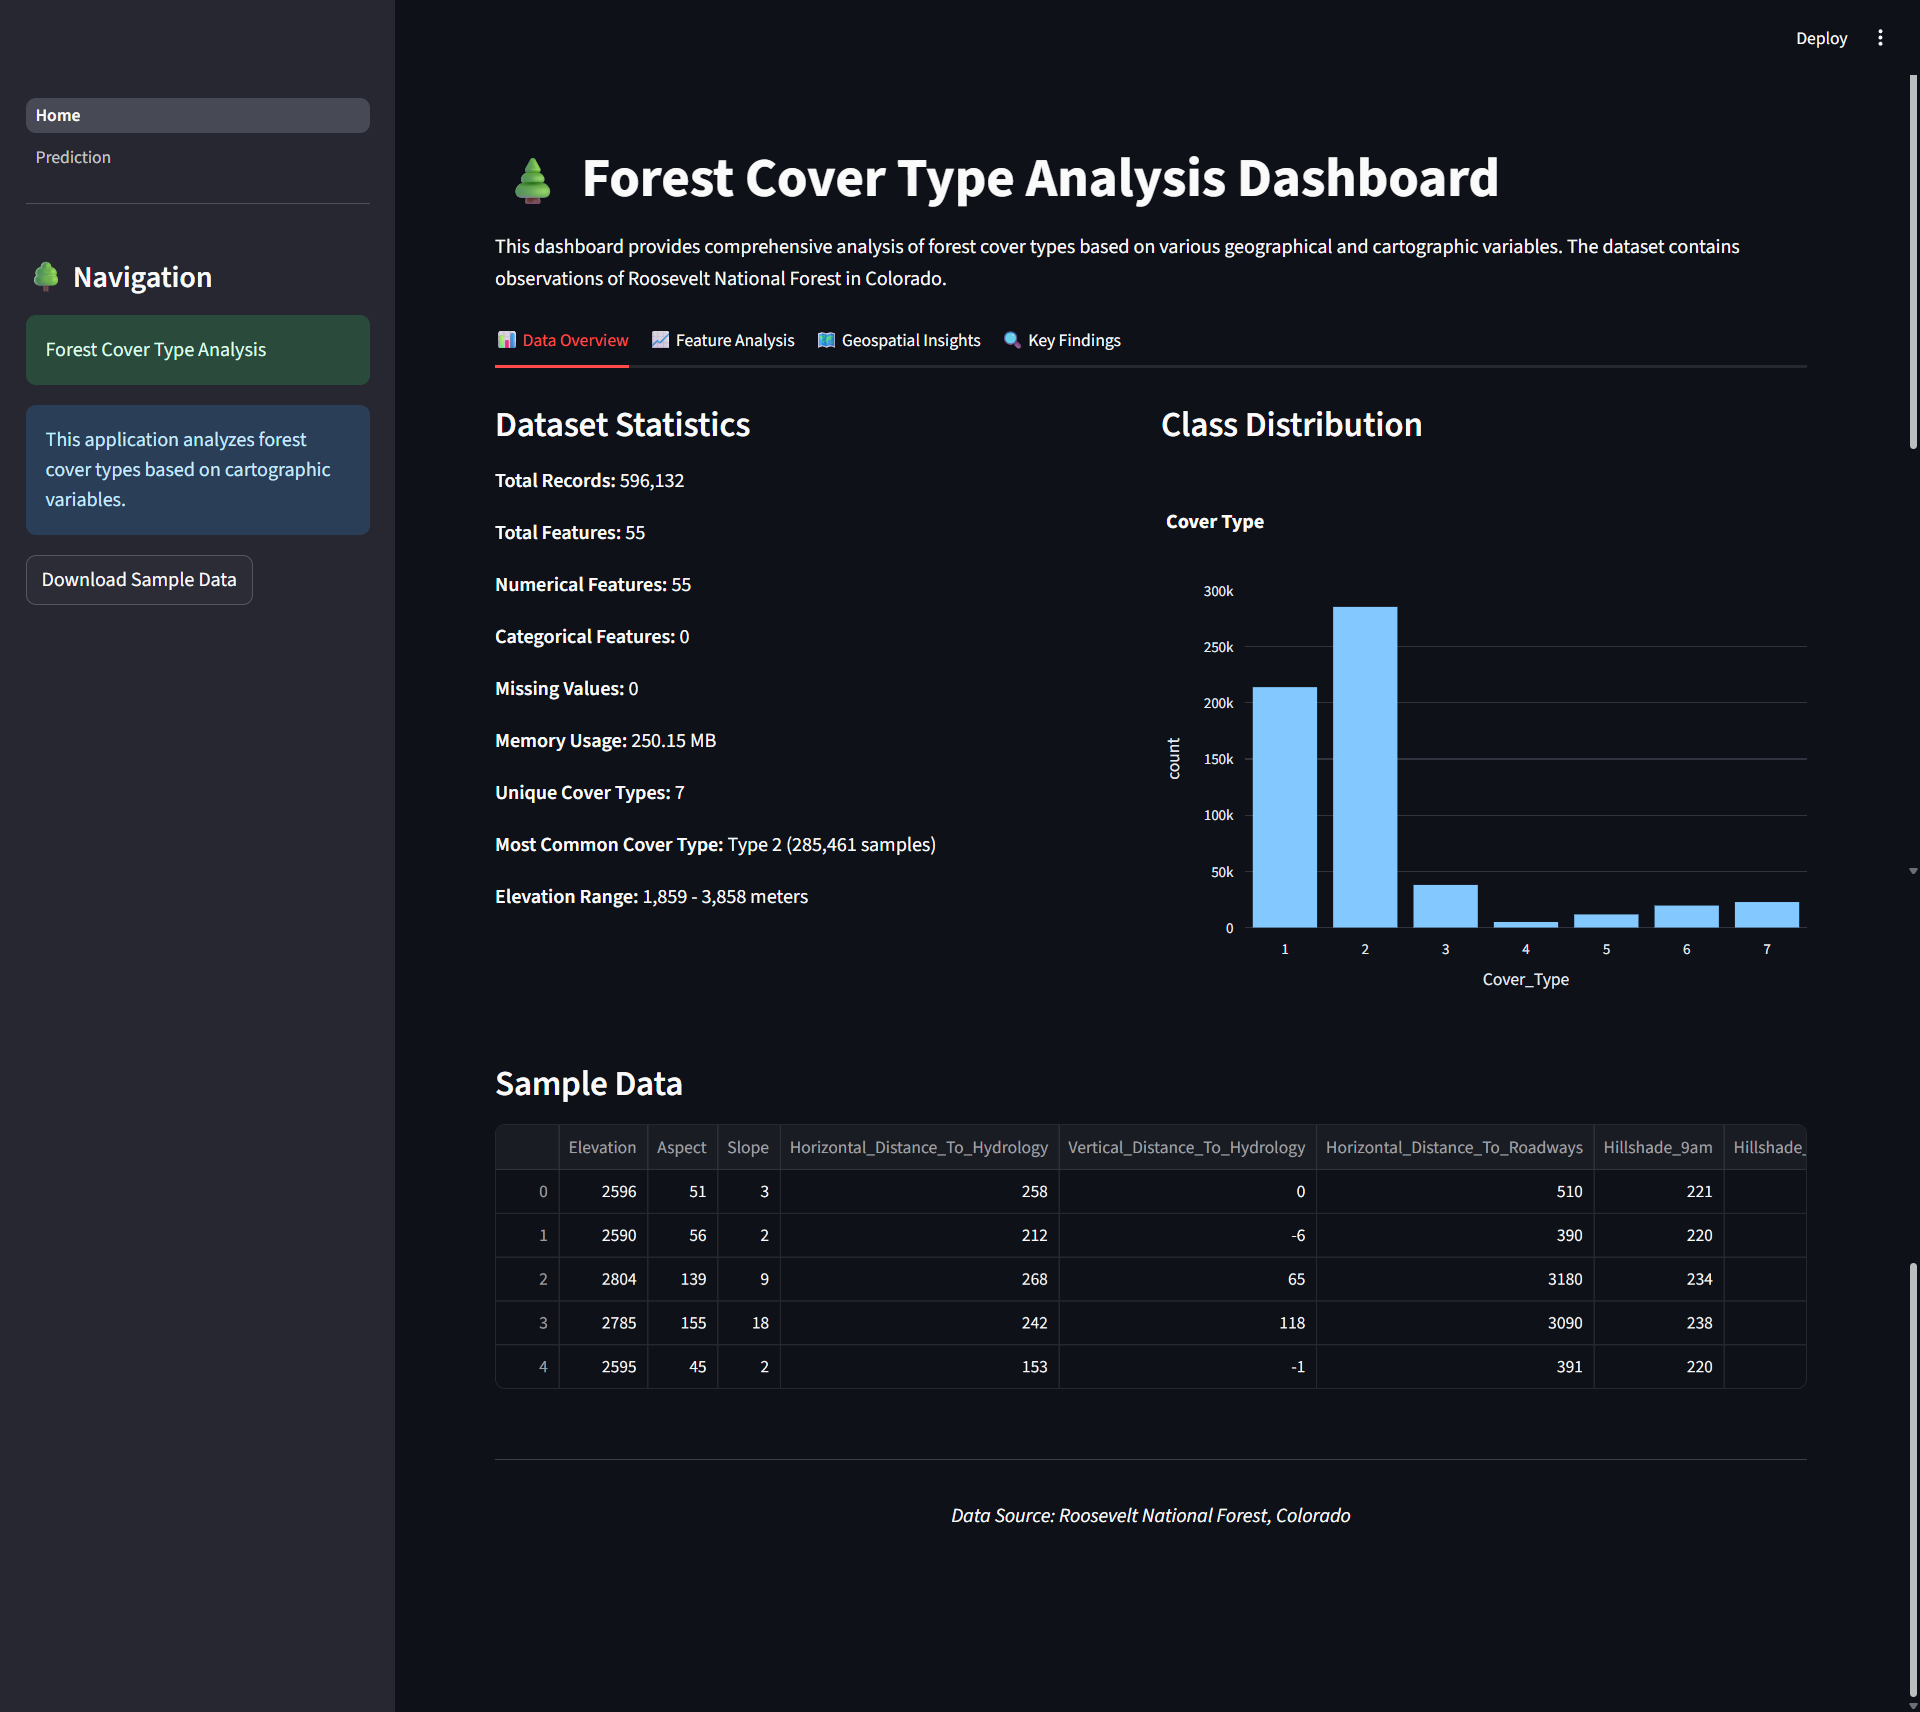 Deploy
Home
Prediction
Navigation
Forest Cover Type Analysis
This application analyzes forest
cover types based on cartographic
variables.
Download Sample Data
Forest Cover Type Analysis Dashboard
This dashboard provides comprehensive analysis of forest cover types based on various geographical and cartographic variables. The dataset contains
observations of Roosevelt National Forest in Colorado.
Data Overview Feature Analysis Geospatial Insights Key Findings
Dataset Statistics
Total Records: 596,132
Total Features: 55
Numerical Features: 55
Categorical Features: 0
Missing Values: 0
Memory Usage: 250.15 MB
Unique Cover Types: 7
Most Common Cover Type: Type 2 (285,461 samples)
Elevation Range: 1,859 - 3,858 meters
Class Distribution
Cover Type
300k
250k
200k
150k
100k
50k
0
count
1 2 3 4 5 6 7
Cover_Type
Sample Data
Elevation Aspect Slope Horizontal_Distance_To_Hydrology Vertical_Distance_To_Hydrology Horizontal_Distance_To_Roadways Hillshade_9am Hillshade_
0 2596 51 3 258 0 510 221
1 2590 56 2 212 -6 390 220
2 2804 139 9 268 65 3180 234
3 2785 155 18 242 118 3090 238
4 2595 45 2 153 -1 391 220
Data Source: Roosevelt National Forest, Colorado